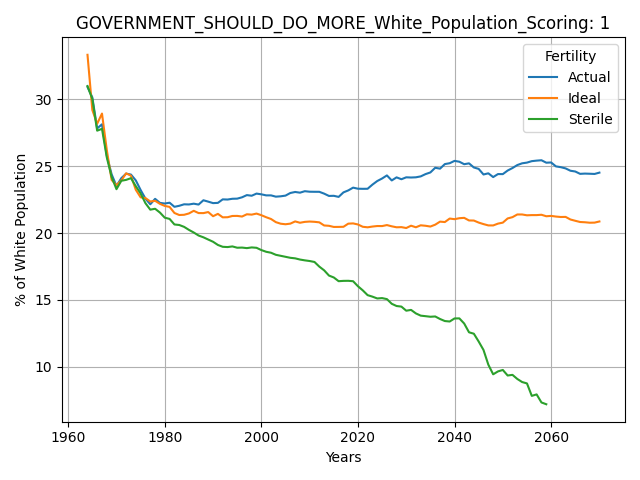 GOVERNMENT_SHOULD_DO_MORE_White_Population_Scoring: 1
Fertility
Actual
Ideal
Sterile
% of White Population
30
25
20
15
10
1960 1980 2000 2020 2040 2060
Years